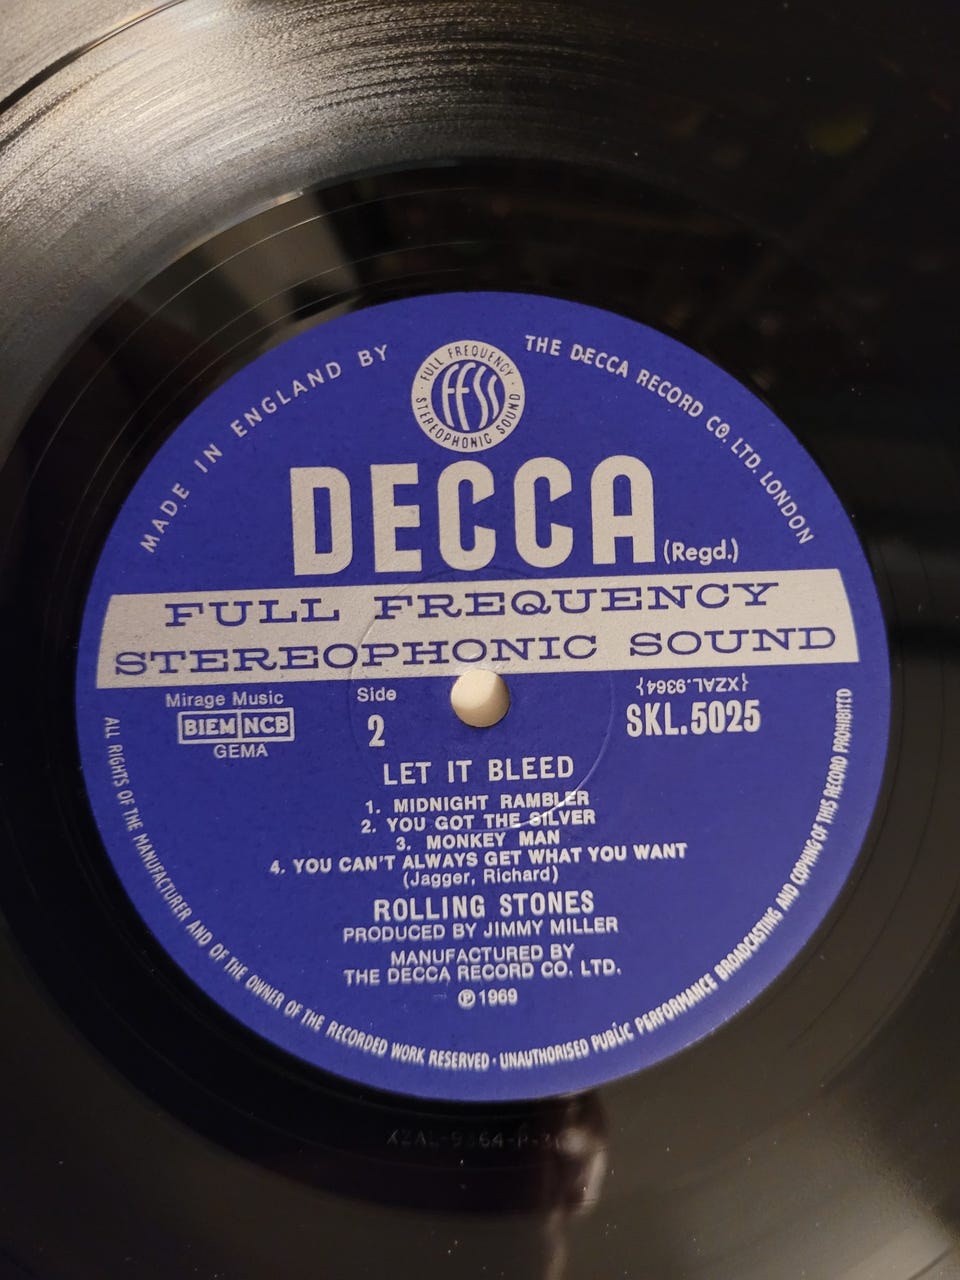 MADE IN ENGLAND BY
THE DECCA RECORD CO. LTD. LONDON
FULL FREQUENCY
FFSS
STEREOPHONIC SOUND
DECCA (Regd.)
FULL FREQUENCY
STEREOPHONIC SOUND
Mirage Music
BIEM NCB
GEMA
Side
2
{XZAL.9364}
SKL.5025
LET IT BLEED
1. MIDNIGHT RAMBLER
2. YOU GOT THE SILVER
3. MONKEY MAN
4. YOU CAN'T ALWAYS GET WHAT YOU WANT
(Jagger, Richard)
ROLLING STONES
PRODUCED BY JIMMY MILLER
MANUFACTURED BY
THE DECCA RECORD CO. LTD.
℗ 1969
ALL RIGHTS OF THE MANUFACTURER AND OF THE OWNER OF THE RECORDED WORK RESERVED · UNAUTHORISED PUBLIC PERFORMANCE BROADCASTING AND COPYING OF THIS RECORD PROHIBITED